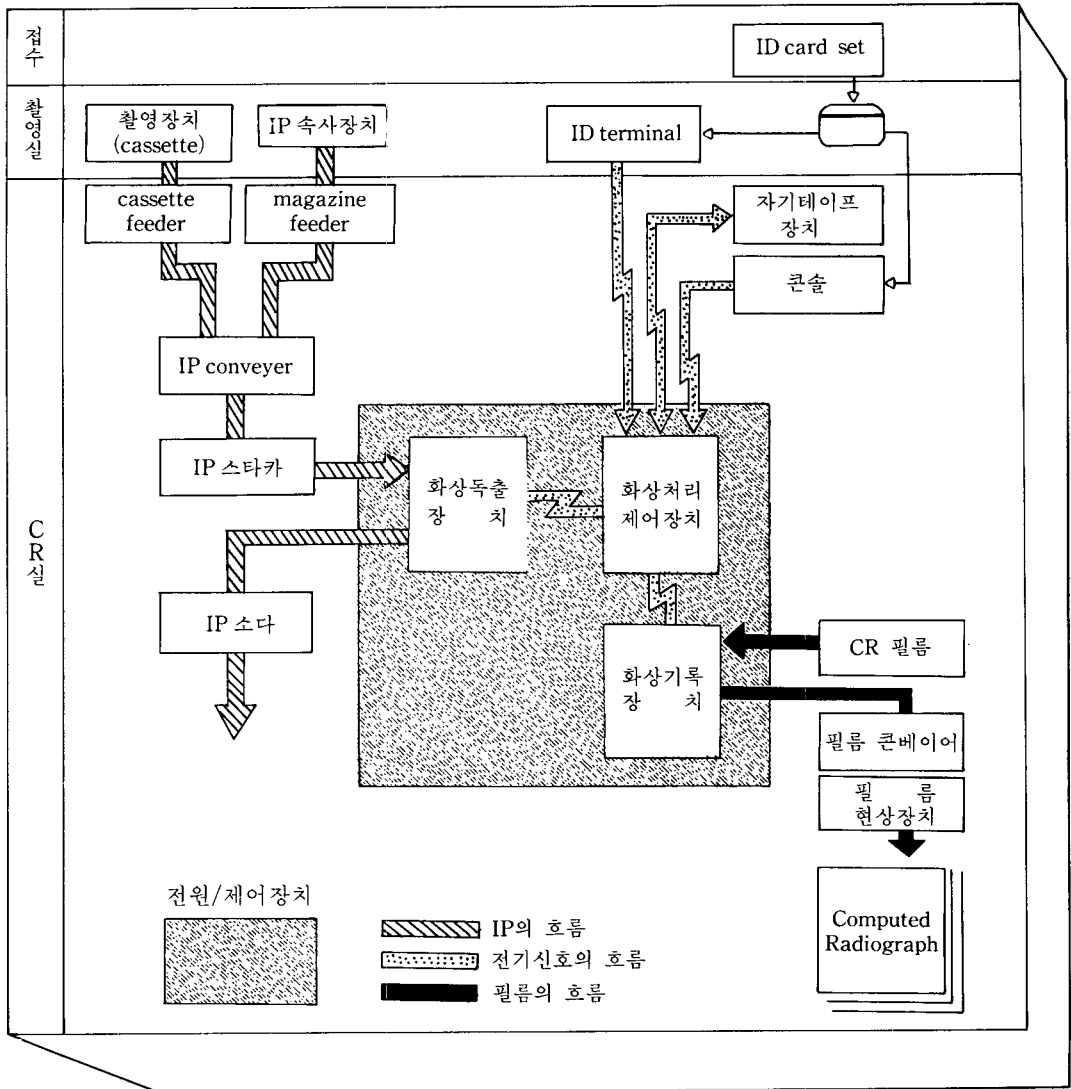 접수
ID card set
촬영실
촬영장치
(cassette)
IP 속사장치
ID terminal
CR실
cassette
feeder
magazine
feeder
자기테이프
장치
콘솔
IP conveyer
IP 스타카
화상독출
장 치
화상처리
제어장치
IP 소다
화상기록
장 치
CR 필름
필름 콘베이어
필 름
현상장치
전원/제어장치
IP의 흐름
전기신호의 흐름
필름의 흐름
Computed
Radiograph